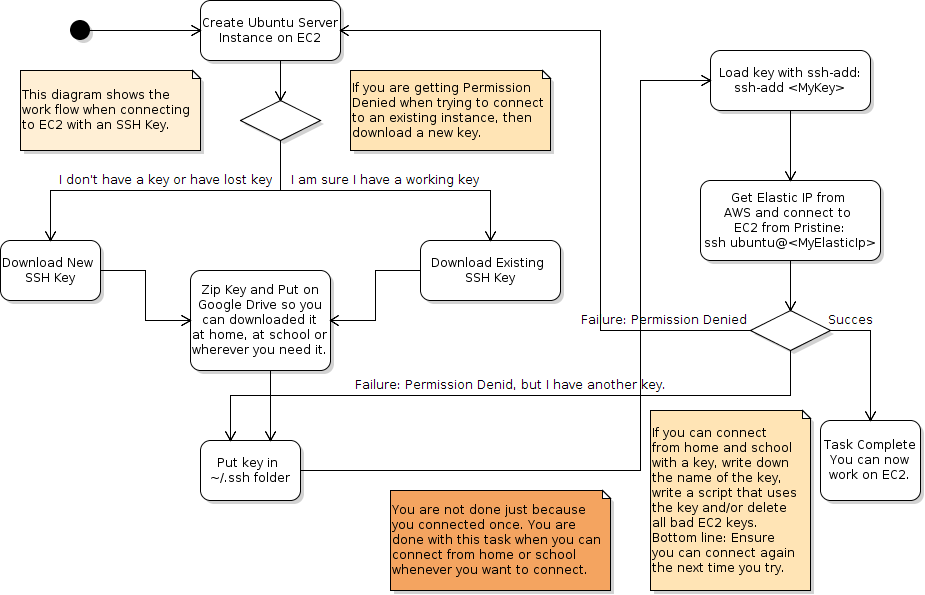 Create Ubuntu Server
Instance on EC2
This diagram shows the
work flow when connecting
to EC2 with an SSH Key.
If you are getting Permission
Denied when trying to connect
to an existing instance, then
download a new key.
Load key with ssh-add:
ssh-add <MyKey>
I don't have a key or have lost key
I am sure I have a working key
Get Elastic IP from
AWS and connect to
EC2 from Pristine:
ssh ubuntu@<MyElasticIp>
Download New
SSH Key
Download Existing
SSH Key
Zip Key and Put on
Google Drive so you
can downloaded it
at home, at school or
wherever you need it.
Failure: Permission Denied
Succes
Failure: Permission Denid, but I have another key.
Put key in
~/.ssh folder
If you can connect
from home and school
with a key, write down
the name of the key,
write a script that uses
the key and/or delete
all bad EC2 keys.
Bottom line: Ensure
you can connect again
the next time you try.
Task Complete
You can now
work on EC2.
You are not done just because
you connected once. You are
done with this task when you can
connect from home or school
whenever you want to connect.